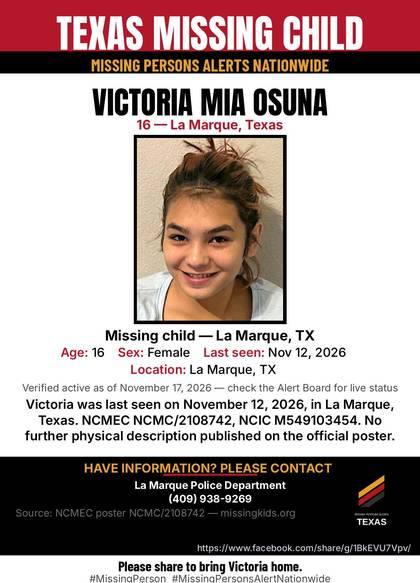 TEXAS MISSING CHILD
MISSING PERSONS ALERTS NATIONWIDE
VICTORIA MIA OSUNA
16 — La Marque, Texas
Missing child — La Marque, TX
Age: 16 Sex: Female Last seen: Nov 12, 2026
Location: La Marque, TX
Verified active as of November 17, 2026 — check the Alert Board for live status
Victoria was last seen on November 12, 2026, in La Marque,
Texas. NCMEC NCMC/2108742, NCIC M549103454. No
further physical description published on the official poster.
HAVE INFORMATION? PLEASE CONTACT
La Marque Police Department
(409) 938-9269
Source: NCMEC poster NCMC/2108742 — missingkids.org
TEXAS
https://www.facebook.com/share/g/1BkEVU7Vpv/
Please share to bring Victoria home.
#MissingPerson #MissingPersonsAlertNationwide